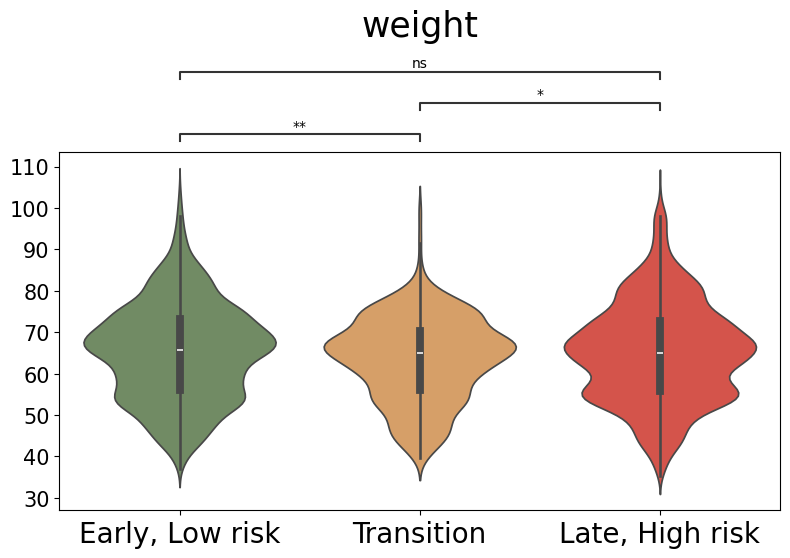 weight
ns
*
**
110
100
90
80
70
60
50
40
30
Early, Low risk
Transition
Late, High risk